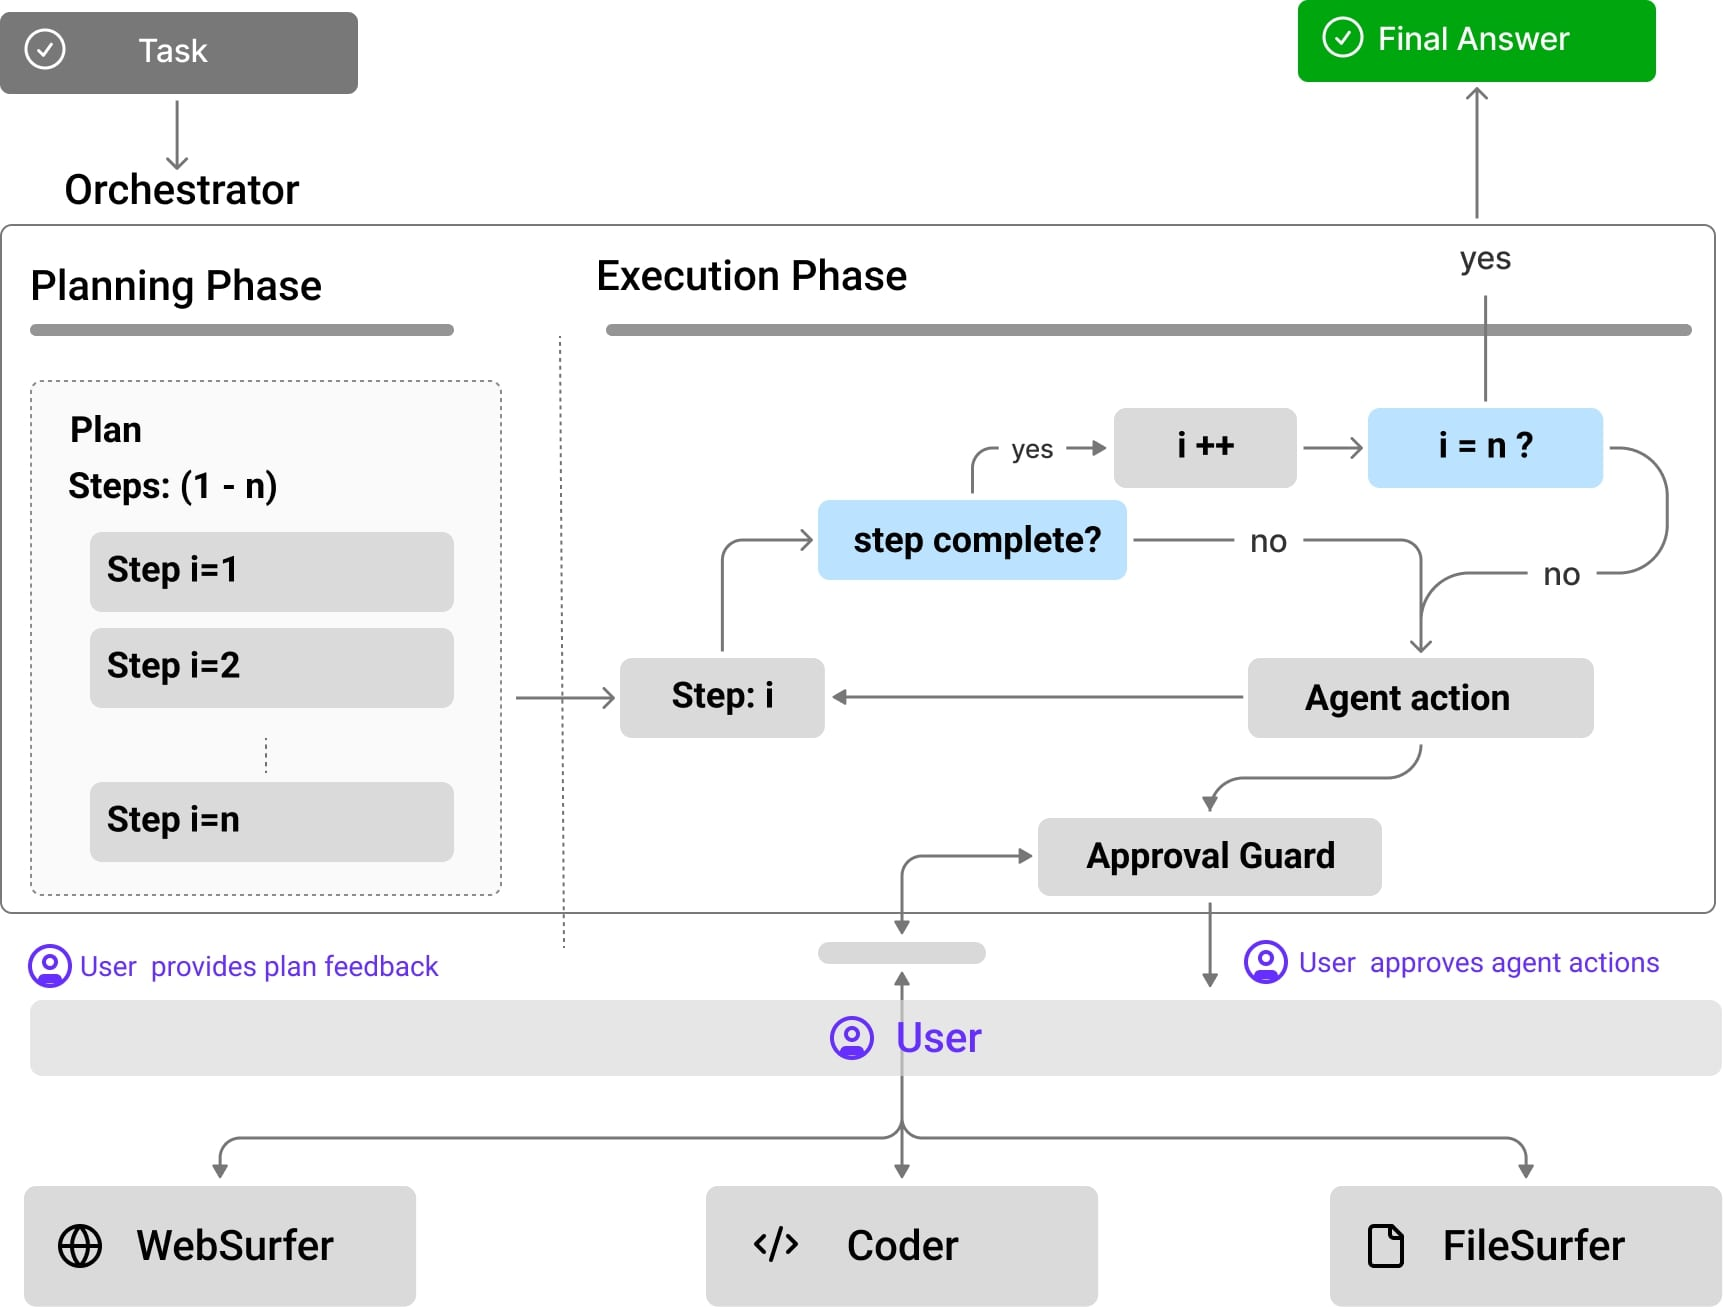 Task
Final Answer
Orchestrator
Planning Phase
Execution Phase
yes
Plan
Steps: (1 - n)
Step i=1
Step i=2
Step i=n
yes
i ++
i = n ?
step complete?
no
no
Step: i
Agent action
Approval Guard
User provides plan feedback
User approves agent actions
User
WebSurfer
</> Coder
FileSurfer